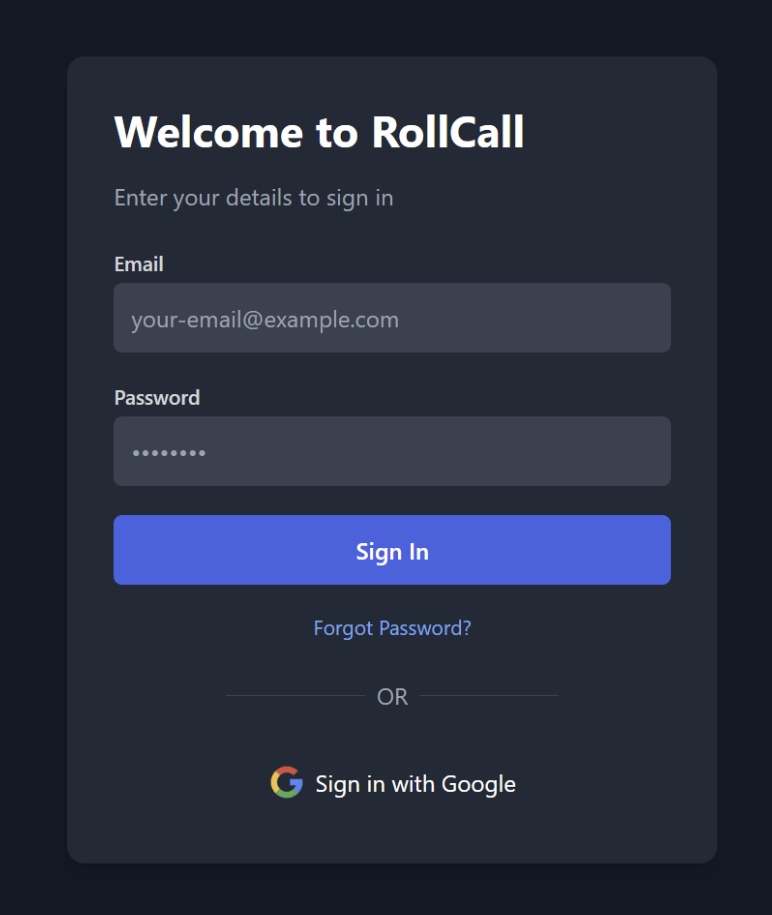 Welcome to RollCall
Enter your details to sign in
Email
your-email@example.com
Password
••••••••
Sign In
Forgot Password?
OR
Sign in with Google